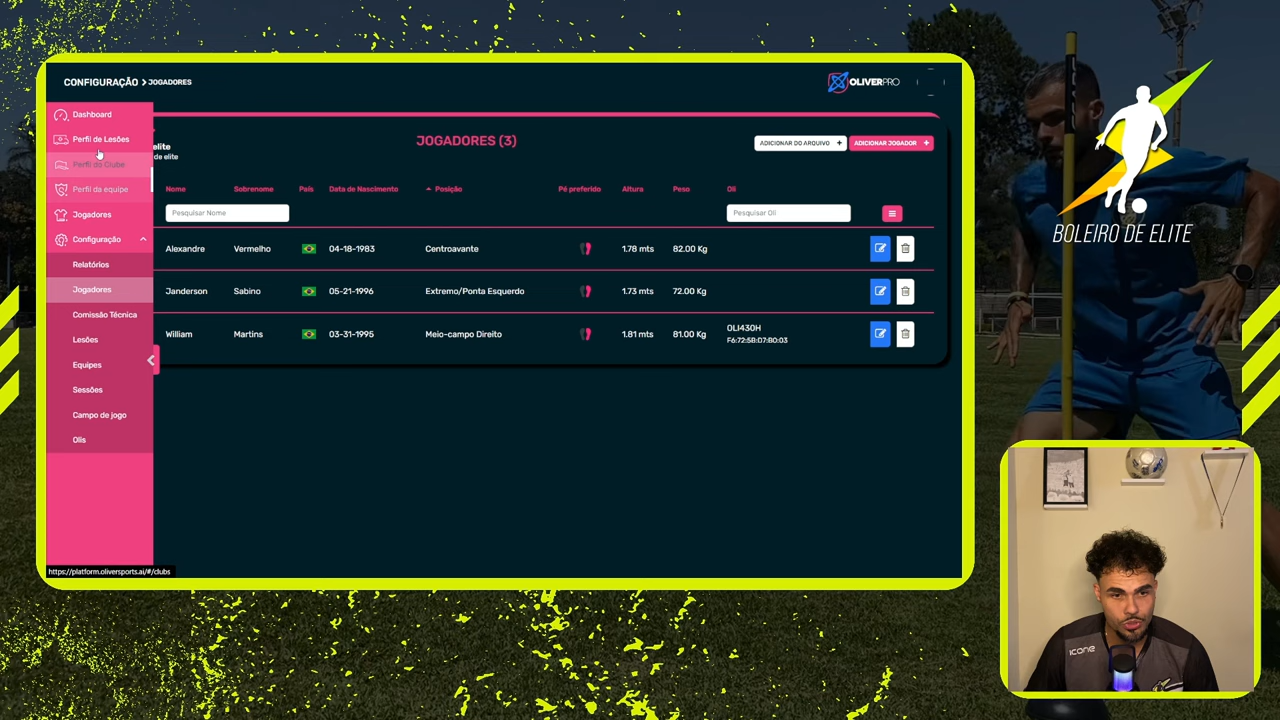 CONFIGURAÇÃO > JOGADORES
OLIVERPRO
Dashboard
Perfil de Lesões
Perfil do Clube
Perfil da equipe
Jogadores
Configuração
Relatórios
Jogadores
Comissão Técnica
Lesões
Equipes
Sessões
Campo de jogo
Olis
elite
de elite
JOGADORES (3)
ADICIONAR DO ARQUIVO +
ADICIONAR JOGADOR +
Nome Sobrenome País Data de Nascimento Posição Pé preferido Altura Peso Oli
Pesquisar Nome
Pesquisar Oli
Alexandre Vermelho 04-18-1983 Centroavante 1.78 mts 82.00 Kg
Janderson Sabino 05-21-1996 Extremo/Ponta Esquerdo 1.73 mts 72.00 Kg
William Martins 03-31-1995 Meio-campo Direito 1.81 mts 81.00 Kg OLI430H
F6:72:5B:D7:B0:03
https://platform.oliversports.ai/#/clubs
BOLEIRO DE ELITE
icone